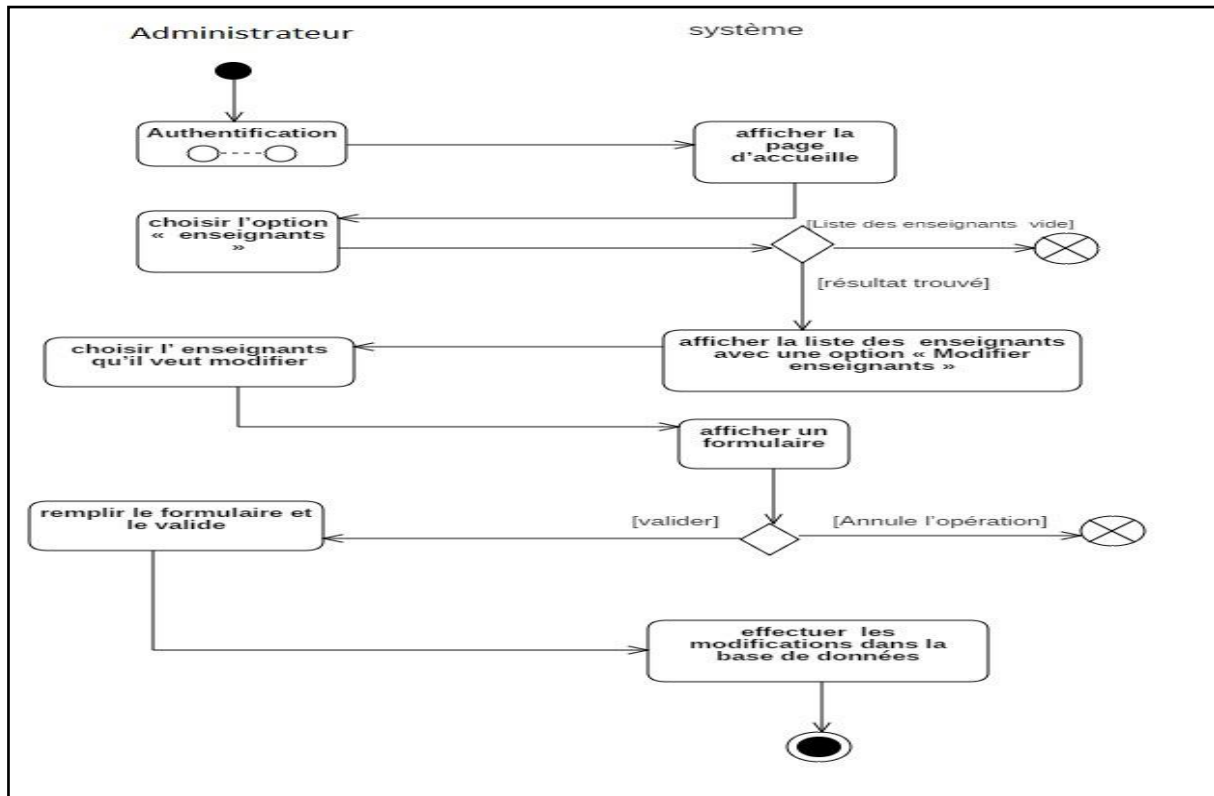 Administrateur
système
Authentification
afficher la
page
d'accueille
choisir l'option
« enseignants
»
[Liste des enseignants vide]
[résultat trouvé]
afficher la liste des enseignants
avec une option « Modifier
enseignants »
choisir l' enseignants
qu'il veut modifier
afficher un
formulaire
[valider]
[Annule l'opération]
remplir le formulaire et
le valide
effectuer les
modifications dans la
base de données